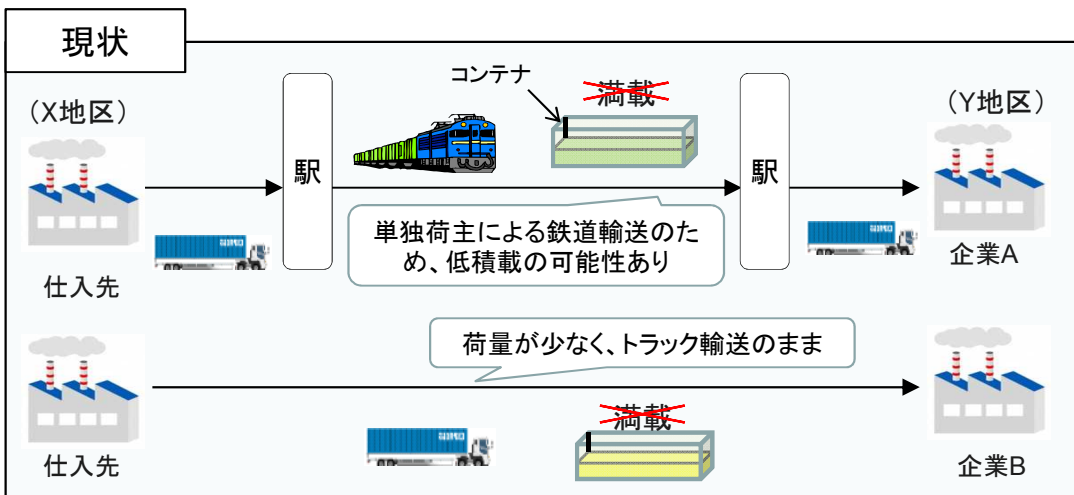 現状
コンテナ
満載
(X地区)
(Y地区)
駅
駅
単独荷主による鉄道輸送のた
め、低積載の可能性あり
仕入先
企業A
荷量が少なく、トラック輸送のまま
満載
仕入先
企業B